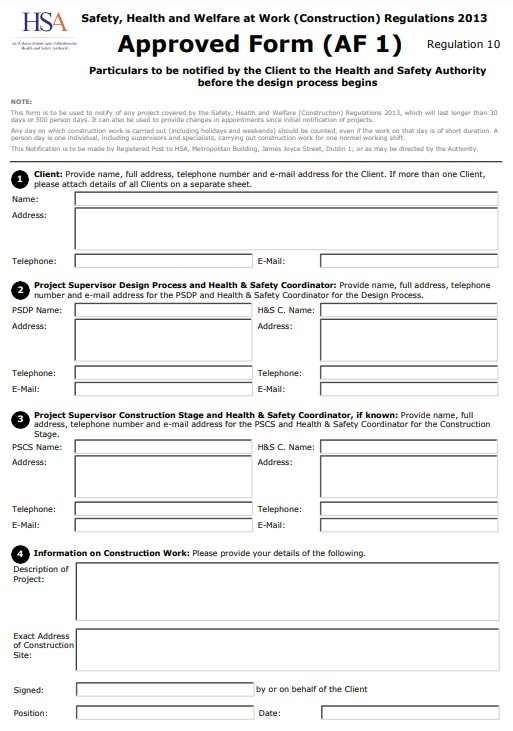 HSA
Safety, Health and Welfare at Work (Construction) Regulations 2013
Approved Form (AF 1)
Regulation 10
Particulars to be notified by the Client to the Health and Safety Authority
before the design process begins
NOTE:
This form is to be used to notify of any project covered by the Safety, Health and Welfare (Construction) Regulations 2013, which will last longer than 30
days or 500 person days. It can also be used to provide changes in appointments since initial notification of projects.
Any day on which construction work is carried out (including holidays and weekends) should be counted, even if the work on that day is of short duration. A
person day is one individual, including supervisors and specialists, carrying out construction work for one normal working shift.
This Notification is to be made by Registered Post to HSA, Metropolitan Building, James Joyce Street, Dublin 1; or as may be directed by the Authority.
1 Client: Provide name, full address, telephone number and e-mail address for the Client. If more than one Client,
please attach details of all Clients on a separate sheet.
Name:
Address:
Telephone: E-Mail:
2 Project Supervisor Design Process and Health & Safety Coordinator: Provide name, full address, telephone
number and e-mail address for the PSDP and Health & Safety Coordinator for the Design Process.
PSDP Name: H&S C. Name:
Address: Address:
Telephone: Telephone:
E-Mail: E-Mail:
3 Project Supervisor Construction Stage and Health & Safety Coordinator, if known: Provide name, full
address, telephone number and e-mail address for the PSCS and Health & Safety Coordinator for the Construction
Stage.
PSCS Name: H&S C. Name:
Address: Address:
Telephone: Telephone:
E-Mail: E-Mail:
4 Information on Construction Work: Please provide your details of the following.
Description of
Project:
Exact Address
of Construction
Site:
Signed: by or on behalf of the Client
Position: Date: